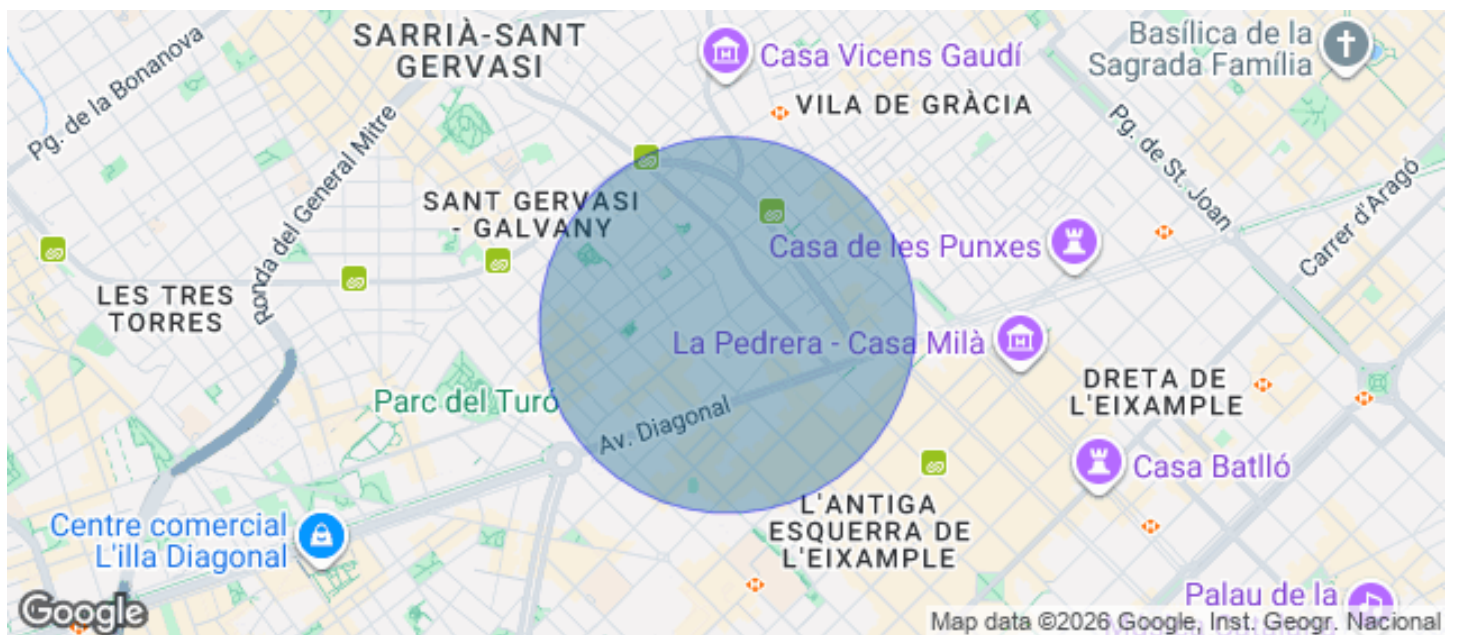 SARRIÀ-SANT
GERVASI
Casa Vicens Gaudí
Basílica de la
Sagrada Família
Pg. de la Bonanova
VILA DE GRÀCIA
Ronda del General Mitre
Pg. de St. Joan
Carrer d'Aragó
SANT GERVASI
- GALVANY
Casa de les Punxes
LES TRES
TORRES
La Pedrera - Casa Milà
Parc del Turó
DRETA DE
L'EIXAMPLE
Av. Diagonal
Casa Batlló
L'ANTIGA
ESQUERRA DE
L'EIXAMPLE
Centre comercial
L'illa Diagonal
Palau de la
Google
Map data ©2026 Google, Inst. Geogr. Nacional